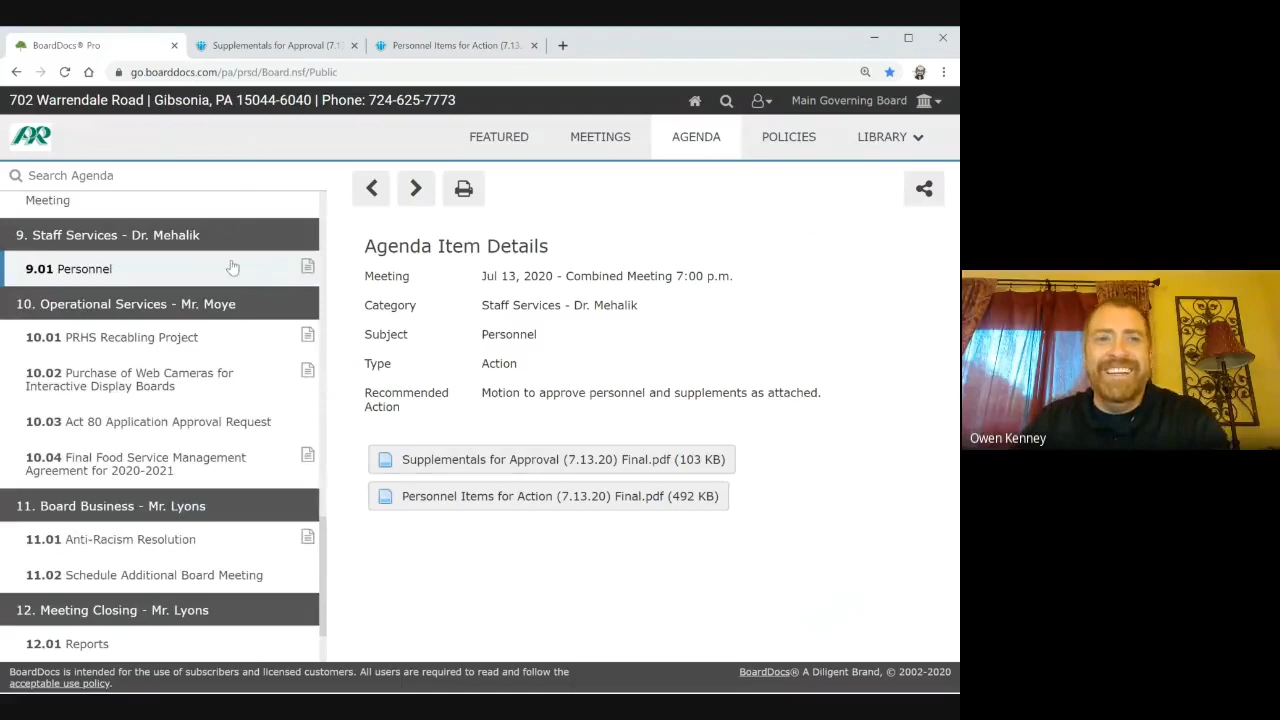 BoardDocs® Pro
Supplementals for Approval (7.1
Personnel Items for Action (7.13.
go.boarddocs.com/pa/prsd/Board.nsf/Public
702 Warrendale Road | Gibsonia, PA 15044-6040 | Phone: 724-625-7773
Main Governing Board
PR
FEATURED
MEETINGS
AGENDA
POLICIES
LIBRARY
Search Agenda
Meeting
9. Staff Services - Dr. Mehalik
9.01 Personnel
10. Operational Services - Mr. Moye
10.01 PRHS Recabling Project
10.02 Purchase of Web Cameras for
Interactive Display Boards
10.03 Act 80 Application Approval Request
10.04 Final Food Service Management
Agreement for 2020-2021
11. Board Business - Mr. Lyons
11.01 Anti-Racism Resolution
11.02 Schedule Additional Board Meeting
12. Meeting Closing - Mr. Lyons
12.01 Reports
Agenda Item Details
Meeting Jul 13, 2020 - Combined Meeting 7:00 p.m.
Category Staff Services - Dr. Mehalik
Subject Personnel
Type Action
Recommended Motion to approve personnel and supplements as attached.
Action
Supplementals for Approval (7.13.20) Final.pdf (103 KB)
Personnel Items for Action (7.13.20) Final.pdf (492 KB)
Owen Kenney
BoardDocs is intended for the use of subscribers and licensed customers. All users are required to read and follow the
acceptable use policy.
BoardDocs® A Diligent Brand, © 2002-2020